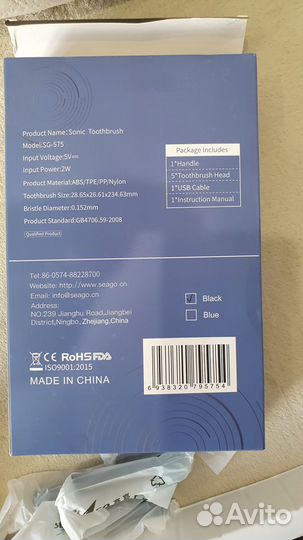 Product Name:Sonic Toothbrush
Model:SG-575
Input Voltage:5V
Input Power:2W
Product Material:ABS/TPE/PP/Nylon
Toothbrush Size:28.65x26.61x234.63mm
Bristle Diameter:0.152mm
Product Standard:GB4706.59-2008
Qualified Product
Package Includes
1*Handle
5*Toothbrush Head
1*USB Cable
1*Instruction Manual
Tel:86-0574-88228700
Website:http://www.seago.cn
Email:info@seago.cn
Address:
NO.239 Jianghu Road,Jiangbei
District,Ningbo, Zhejiang,China
Black
Blue
CE RoHS FDA
ISO9001:2015
MADE IN CHINA
6 938320 795754
Avito